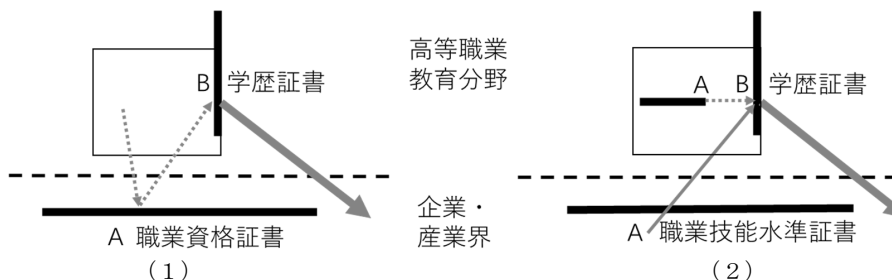 高等職業
教育分野
B 学歴証書
A B 学歴証書
企業・
産業界
A 職業資格証書
A 職業技能水準証書
(1)
(2)